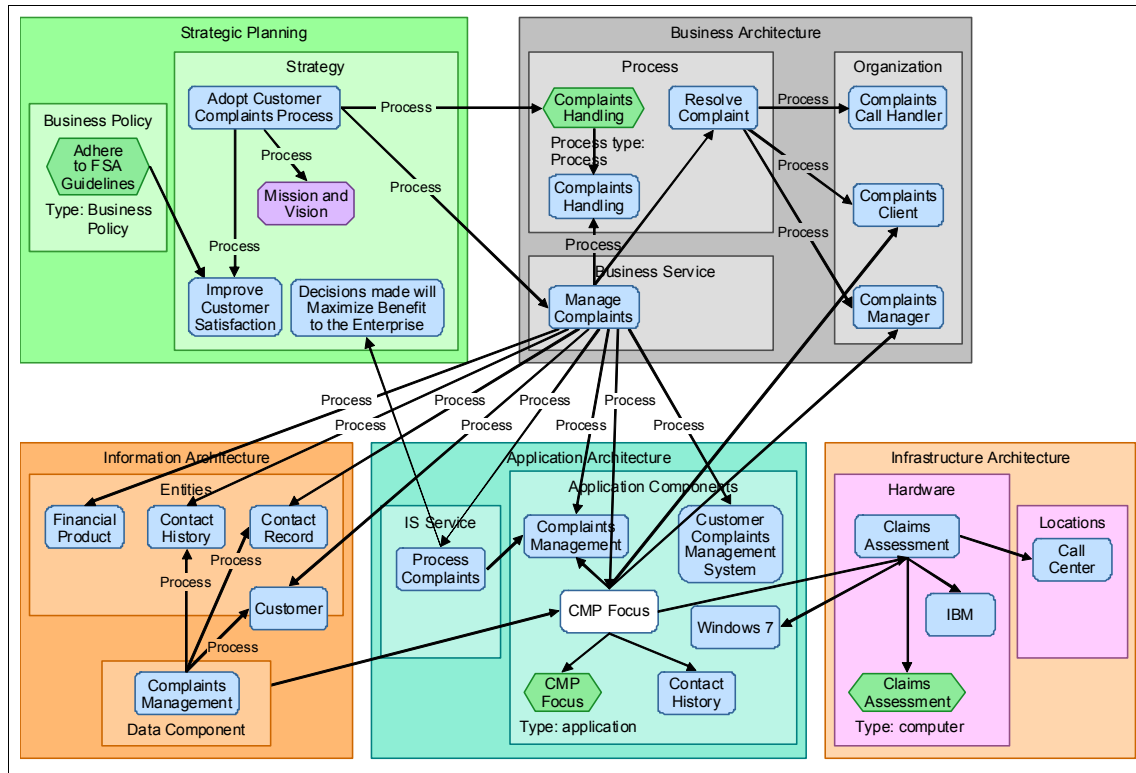 Strategic Planning
Strategy
Adopt Customer
Complaints Process
Business Policy
Adhere
to FSA
Guidelines
Type: Business
Policy
Process
Mission and
Vision
Process
Improve
Customer
Satisfaction
Decisions made will
Maximize Benefit
to the Enterprise
Process
Process
Business Architecture
Process
Complaints
Handling
Process type:
Process
Complaints
Handling
Resolve
Complaint
Process
Process
Process
Process
Organization
Complaints
Call Handler
Complaints
Client
Complaints
Manager
Business Service
Manage
Complaints
Process
Process
Process
Process
Process
Process
Process
Information Architecture
Entities
Financial
Product
Contact
History
Contact
Record
Process
Process
Customer
Process
Complaints
Management
Data Component
Application Architecture
Application Components
IS Service
Process
Complaints
Complaints
Management
Customer
Complaints
Management
System
CMP Focus
Windows 7
CMP
Focus
Type: application
Contact
History
Infrastructure Architecture
Hardware
Claims
Assessment
IBM
Claims
Assessment
Type: computer
Locations
Call
Center